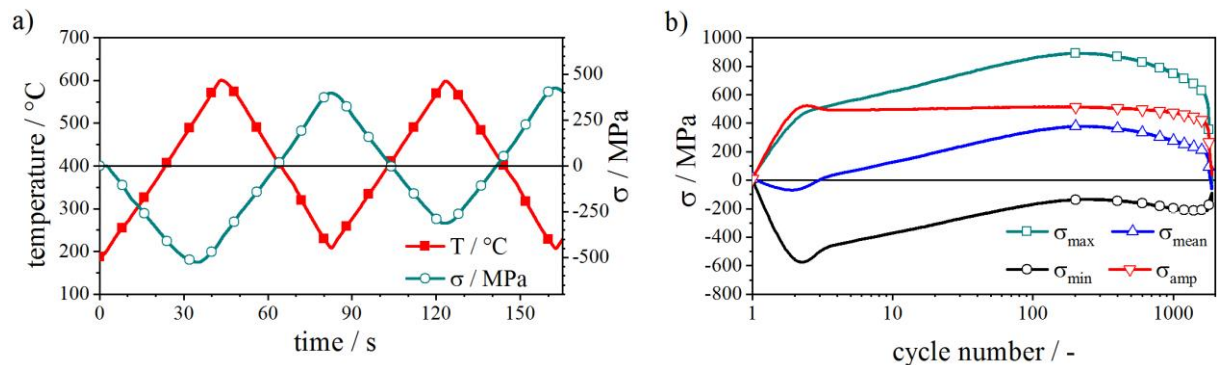 a)
700
600
500
400
300
200
100
temperature / °C
0
30
60
90
120
150
time / s
500
250
0
-250
-500
σ / MPa
T / °C
σ / MPa
b)
1000
800
600
400
200
0
-200
-400
-600
-800
σ / MPa
1
10
100
1000
cycle number / -
σmax
σmean
σmin
σamp